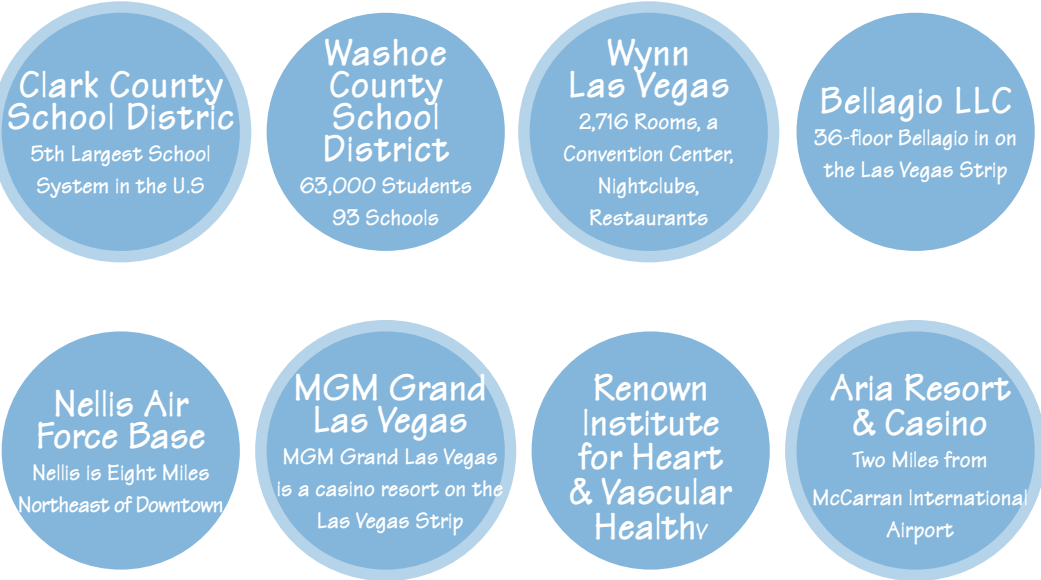 Clark County
School Distric
5th Largest School
System in the U.S
Washoe
County
School
District
63,000 Students
93 Schools
Wynn
Las Vegas
2,716 Rooms, a
Convention Center,
Nightclubs,
Restaurants
Bellagio LLC
36-floor Bellagio in on
the Las Vegas Strip
Nellis Air
Force Base
Nellis is Eight Miles
Northeast of Downtown
MGM Grand
Las Vegas
MGM Grand Las Vegas
is a casino resort on the
Las Vegas Strip
Renown
Institute
for Heart
& Vascular
Healthv
Aria Resort
& Casino
Two Miles from
McCarran International
Airport